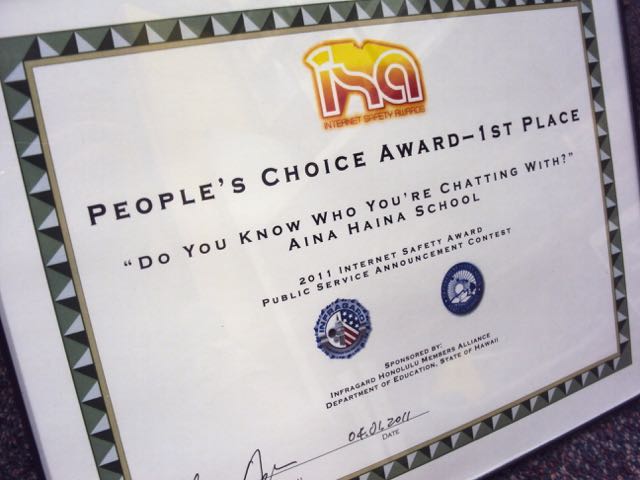 isa
INTERNET SAFETY AWARDS
PEOPLE'S CHOICE AWARD–1ST PLACE
"DO YOU KNOW WHO YOU'RE CHATTING WITH?"
AINA HAINA SCHOOL
2011 INTERNET SAFETY AWARD
PUBLIC SERVICE ANNOUNCEMENT CONTEST
INFRAGARD
SPONSORED BY:
INFRAGARD HONOLULU MEMBERS ALLIANCE
DEPARTMENT OF EDUCATION, STATE OF HAWAII
04.01.2011
DATE